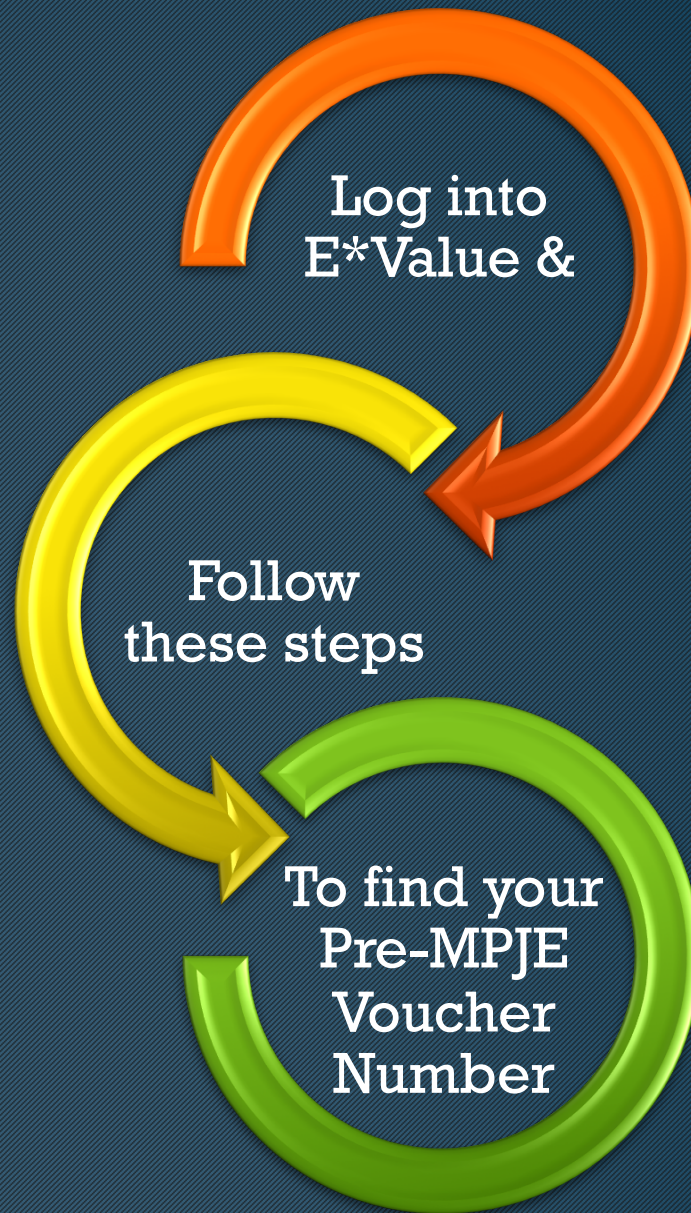 Log into
E*Value &
Follow
these steps
To find your
Pre-MPJE
Voucher
Number